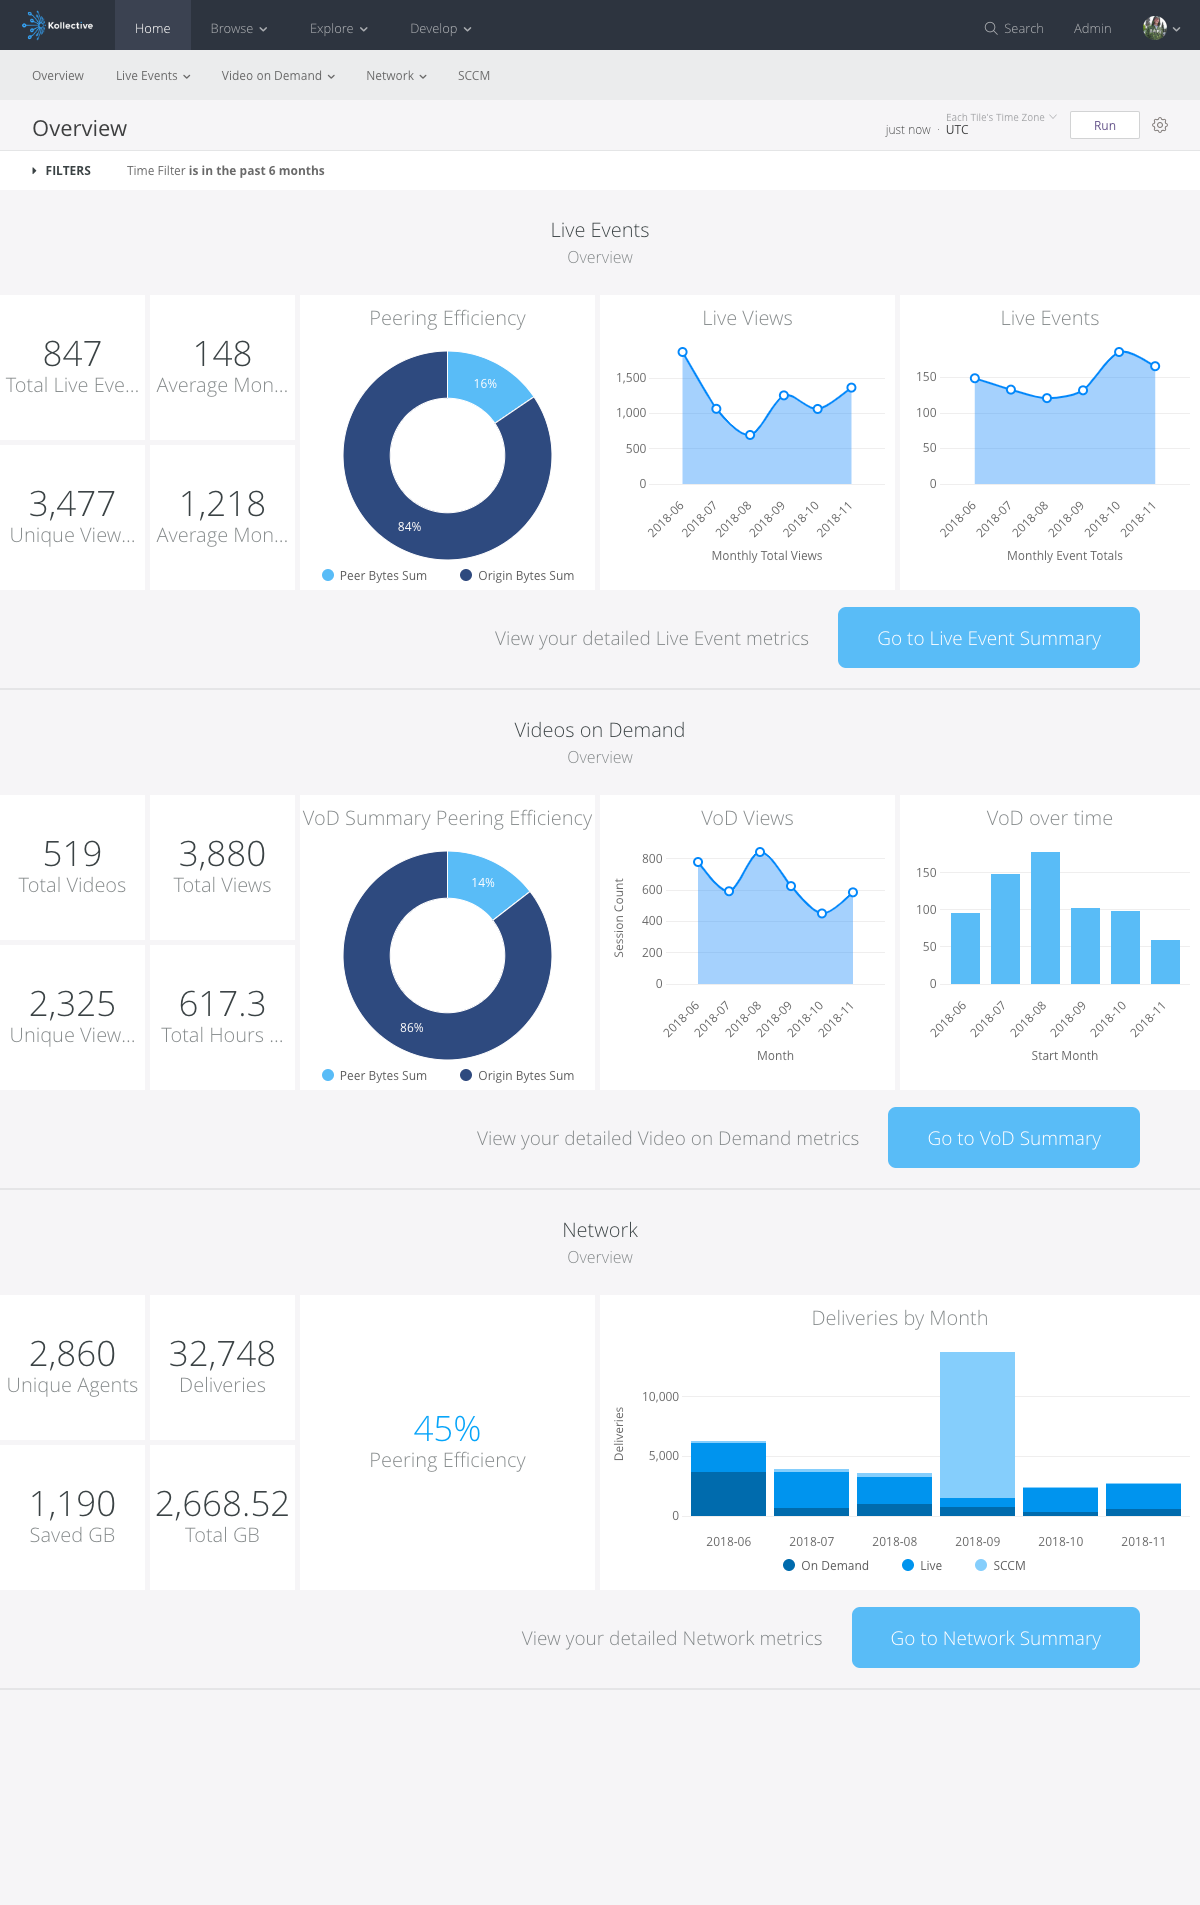 Kollective Home Browse Explore Develop Search Admin
Overview Live Events Video on Demand Network SCCM
Overview
just now · Each Tile's Time Zone
UTC
Run
FILTERS Time Filter is in the past 6 months
Live Events
Overview
847
Total Live Eve...
148
Average Mon...
3,477
Unique View...
1,218
Average Mon...
Peering Efficiency
16%
84%
Peer Bytes Sum Origin Bytes Sum
Live Views
1,500
1,000
500
0
2018-06 2018-07 2018-08 2018-09 2018-10 2018-11
Monthly Total Views
Live Events
150
100
50
0
2018-06 2018-07 2018-08 2018-09 2018-10 2018-11
Monthly Event Totals
View your detailed Live Event metrics Go to Live Event Summary
Videos on Demand
Overview
519
Total Videos
3,880
Total Views
2,325
Unique View...
617.3
Total Hours ...
VoD Summary Peering Efficiency
14%
86%
Peer Bytes Sum Origin Bytes Sum
VoD Views
Session Count
800
600
400
200
0
2018-06 2018-07 2018-08 2018-09 2018-10 2018-11
Month
VoD over time
150
100
50
0
2018-06 2018-07 2018-08 2018-09 2018-10 2018-11
Start Month
View your detailed Video on Demand metrics Go to VoD Summary
Network
Overview
2,860
Unique Agents
32,748
Deliveries
1,190
Saved GB
2,668.52
Total GB
45%
Peering Efficiency
Deliveries by Month
Deliveries
10,000
5,000
0
2018-06 2018-07 2018-08 2018-09 2018-10 2018-11
On Demand Live SCCM
View your detailed Network metrics Go to Network Summary